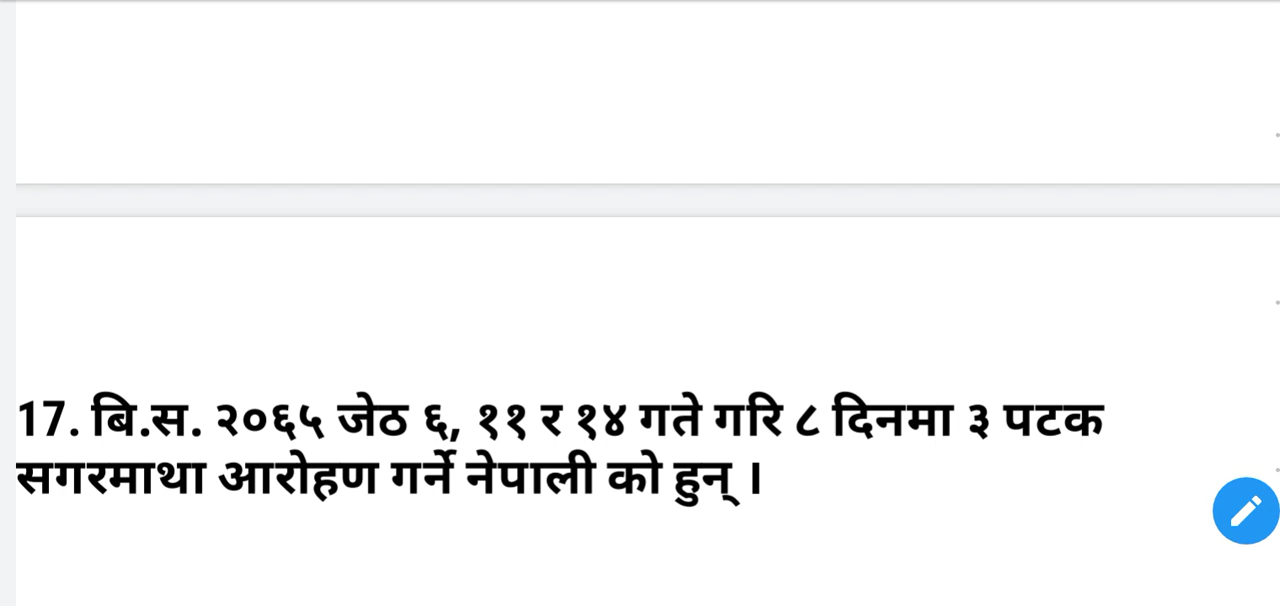 17. बि.स. २०६५ जेठ ६, ११ र १४ गते गरि ८ दिनमा ३ पटक
सगरमाथा आरोहण गर्ने नेपाली को हुन् ।